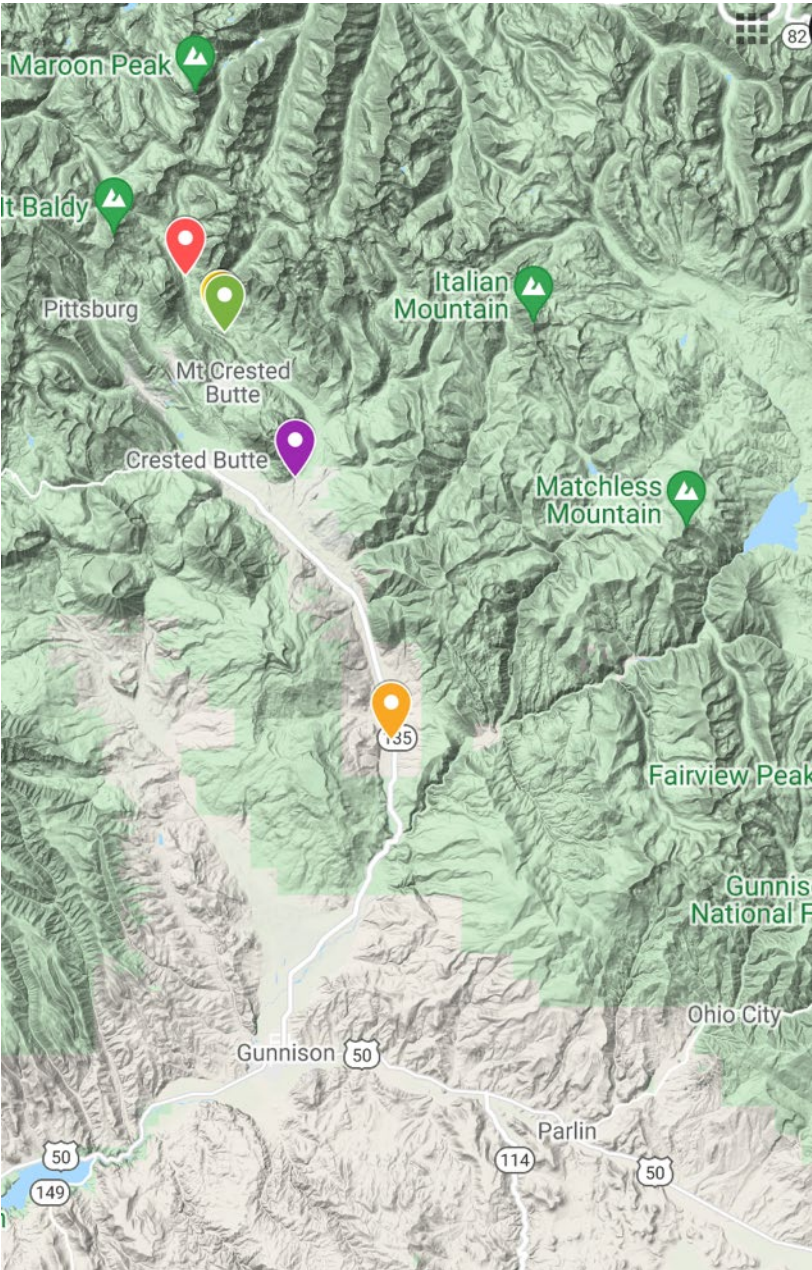 82
Maroon Peak
lt Baldy
Italian
Mountain
Pittsburg
Mt Crested
Butte
Crested Butte
Matchless
Mountain
135
Fairview Peak
Gunnis
National F
Ohio City
Gunnison
50
Parlin
50
114
50
149